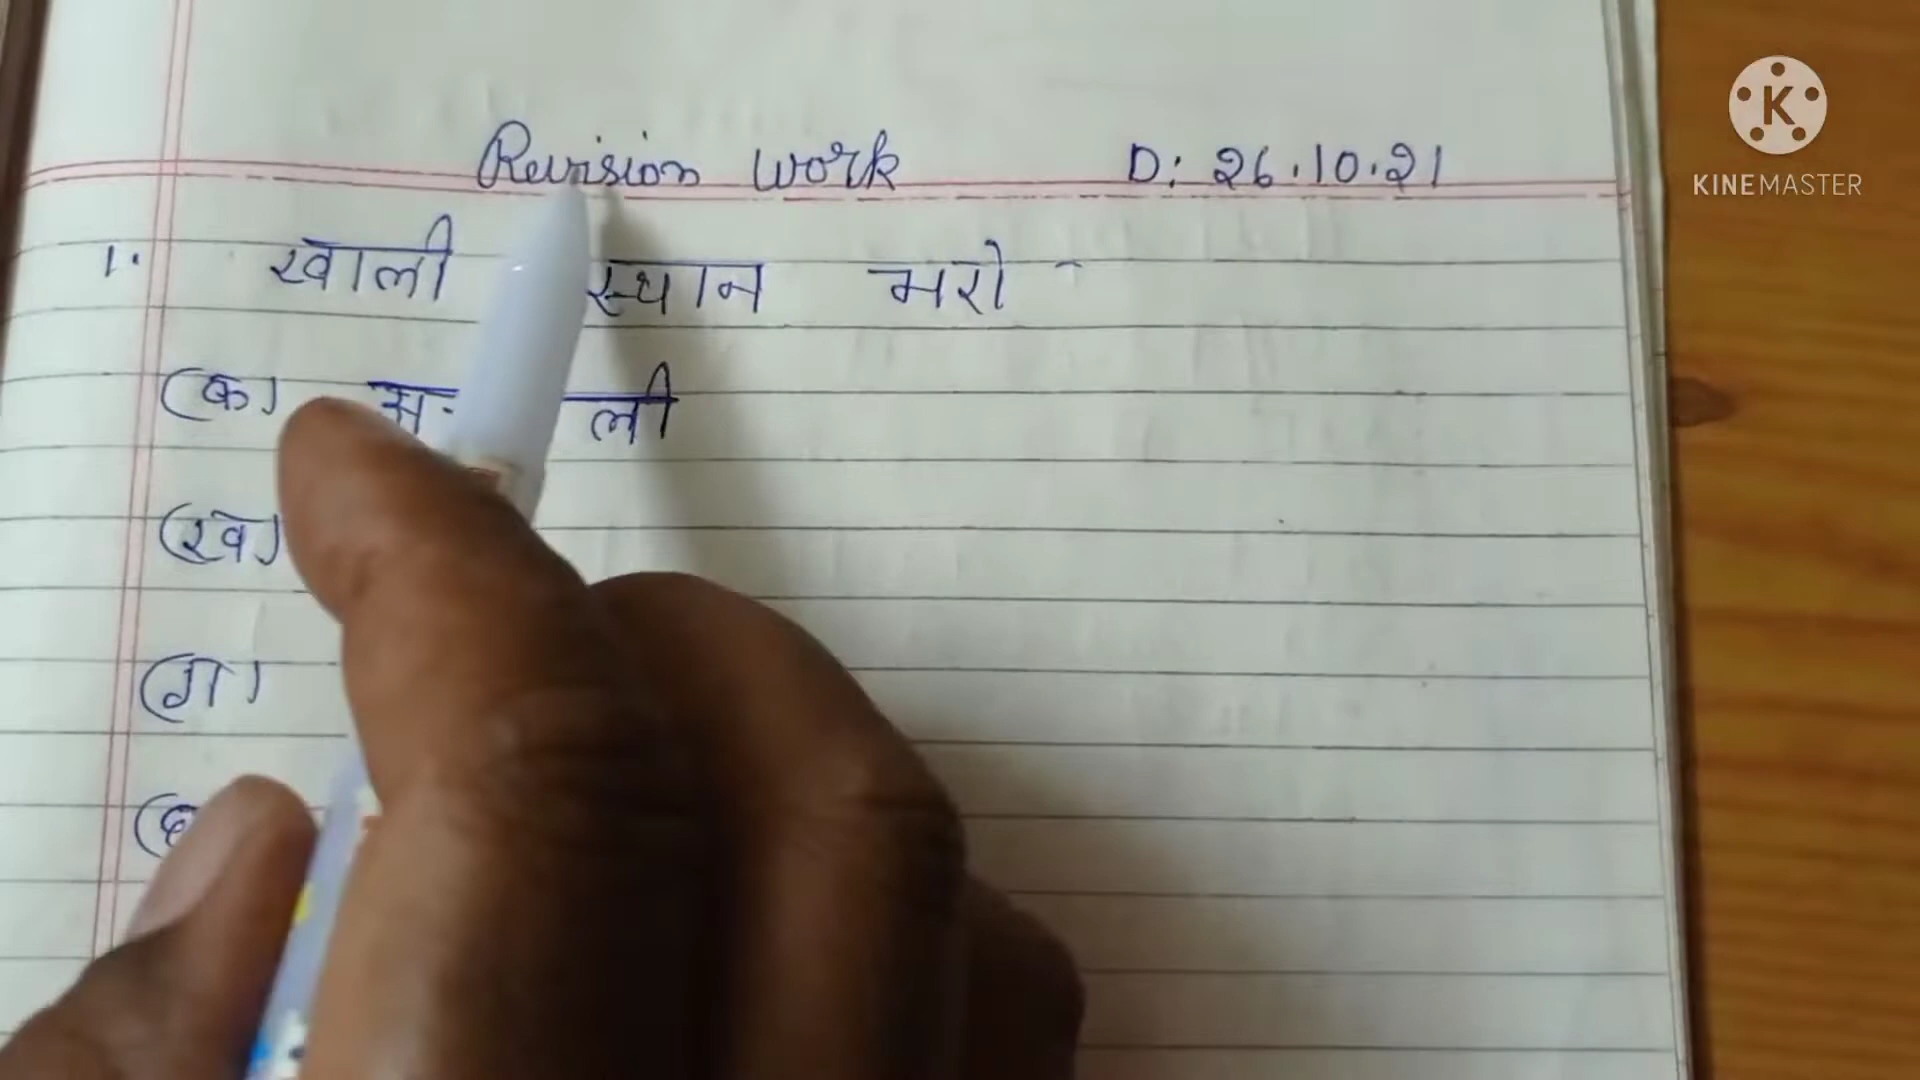 Revision Work D: 26.10.21
1. खाली स्थान भरो -
(क) म- ली
(ख)
(ग)
(घ
K
KINEMASTER